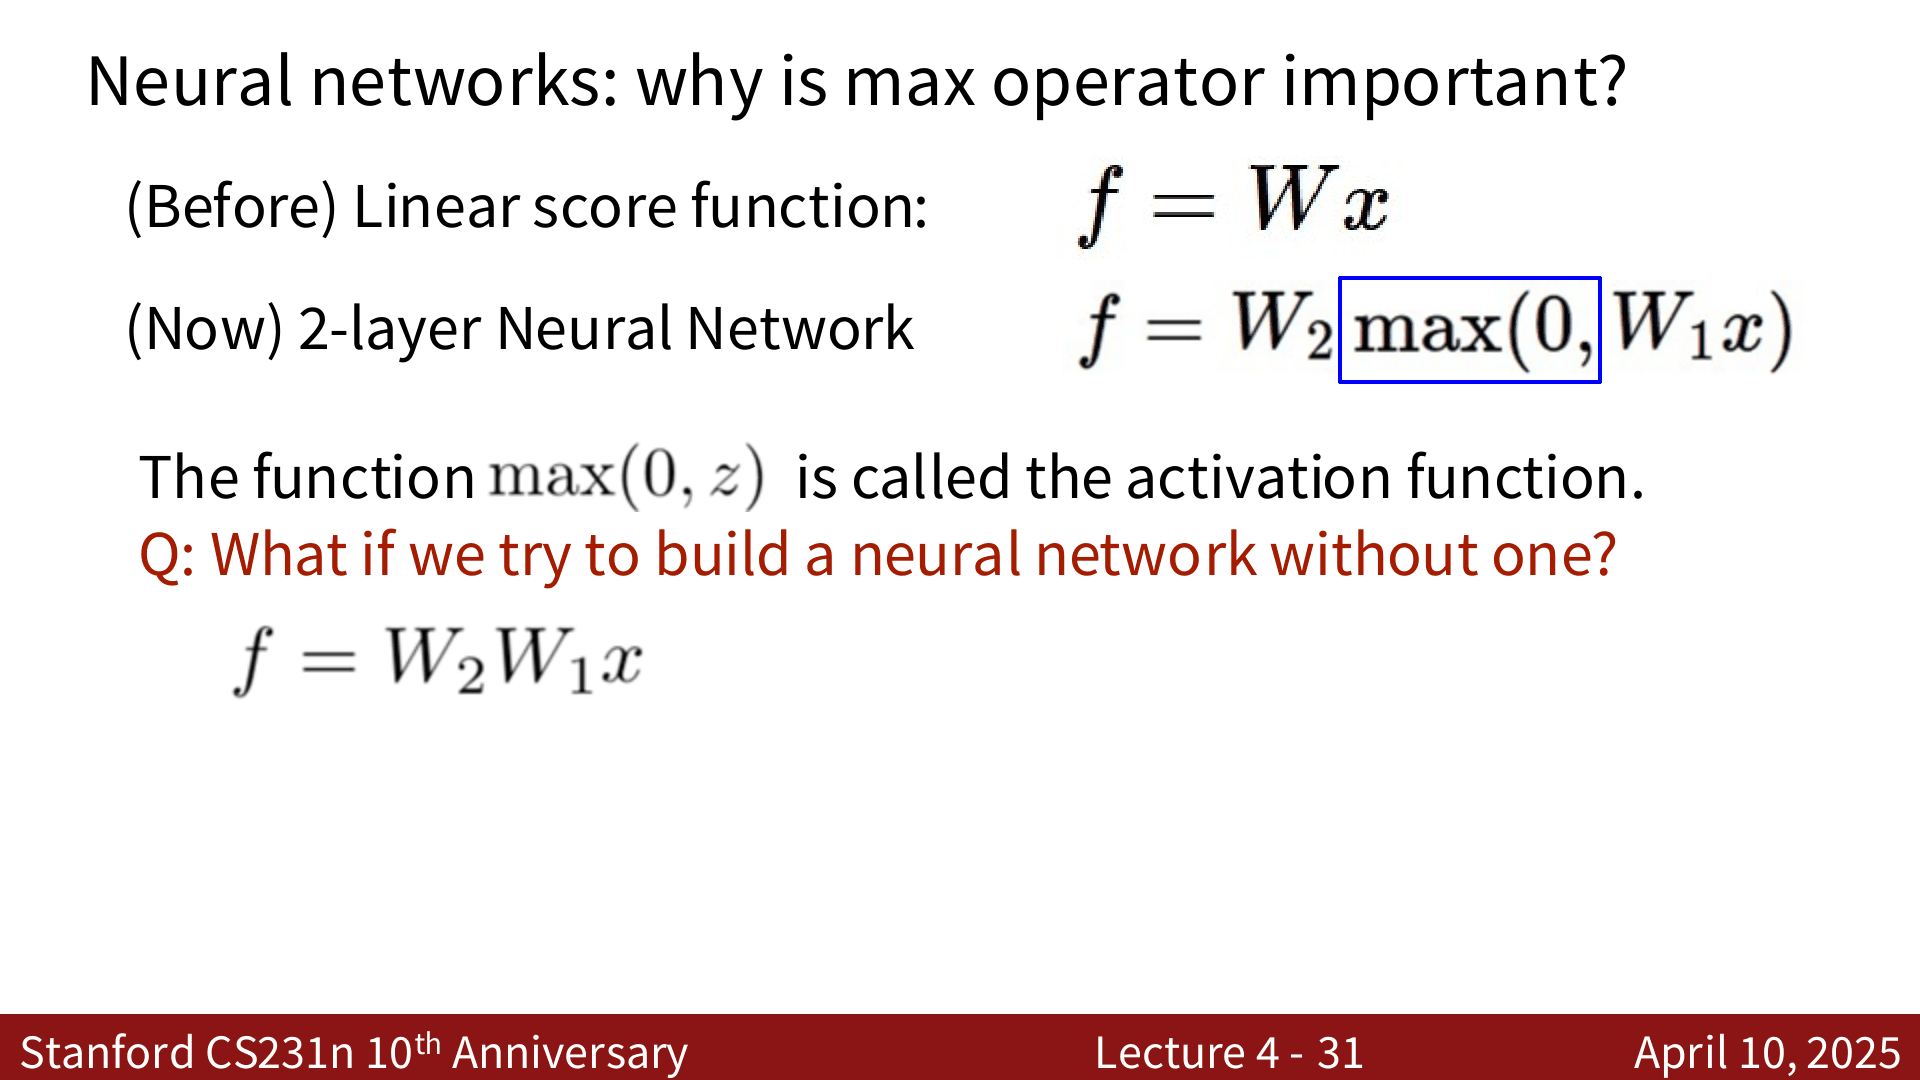 Neural networks: why is max operator important?
(Before) Linear score function: f = Wx
(Now) 2-layer Neural Network f = W₂ max(0, W₁x)
The function max(0, z) is called the activation function.
Q: What if we try to build a neural network without one?
f = W₂W₁x
Stanford CS231n 10th Anniversary Lecture 4 - 31 April 10, 2025